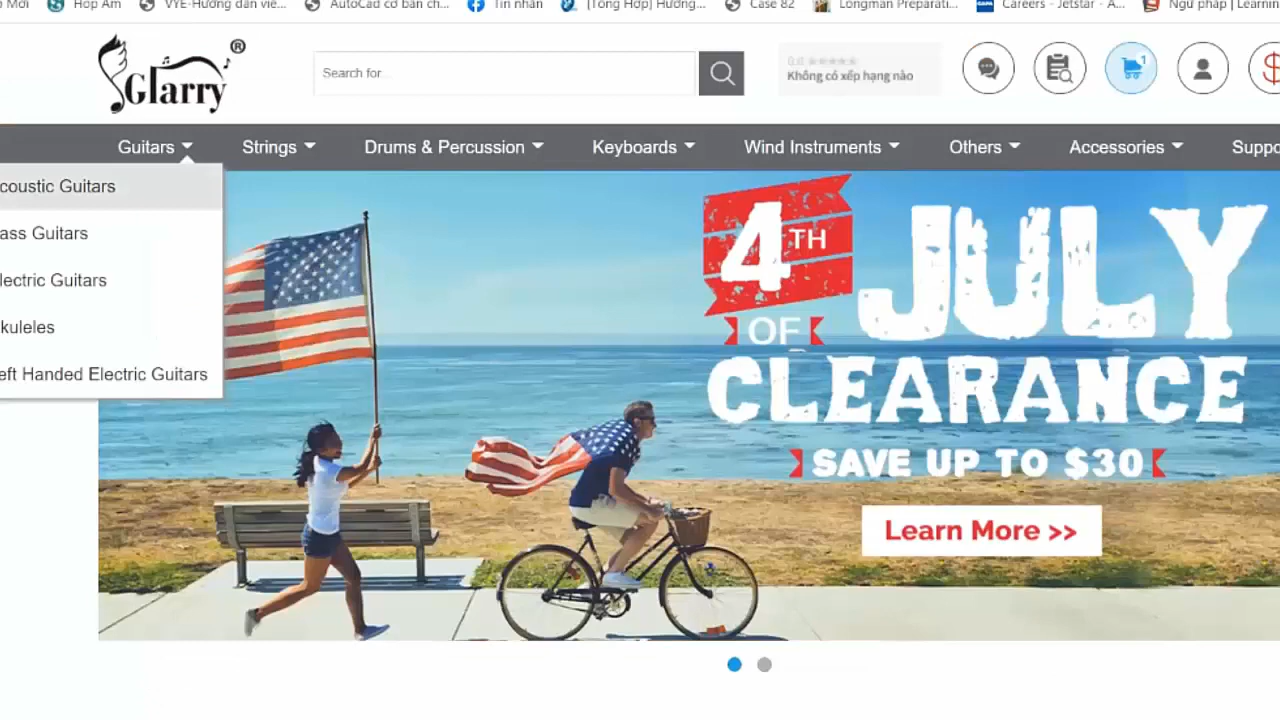 Mới Hợp Âm VYE-Hướng dẫn viê... AutoCad cơ bản ch... Tin nhắn [Tổng Hợp] Hướng... Case 82 Longman Preparati... Careers - Jetstar - A... Ngữ pháp | Learnin
Glarry ®
Search for.
0.0
Không có xếp hạng nào
1
Guitars Strings Drums & Percussion Keyboards Wind Instruments Others Accessories Suppo
coustic Guitars
ass Guitars
lectric Guitars
kuleles
eft Handed Electric Guitars
4TH
OF
JULY
CLEARANCE
SAVE UP TO $30
Learn More >>